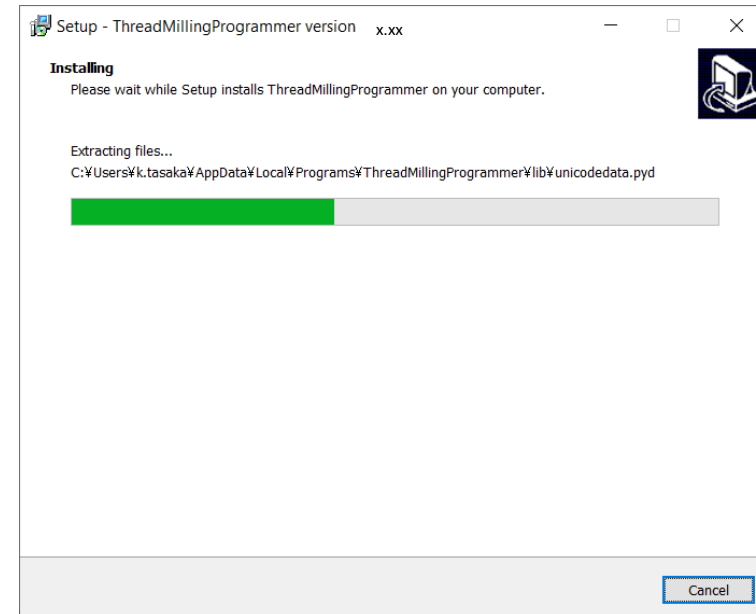 Setup - ThreadMillingProgrammer version x.xx
Installing
Please wait while Setup installs ThreadMillingProgrammer on your computer.
Extracting files...
C:¥Users¥k.tasaka¥AppData¥Local¥Programs¥ThreadMillingProgrammer¥lib¥unicodedata.pyd
Cancel